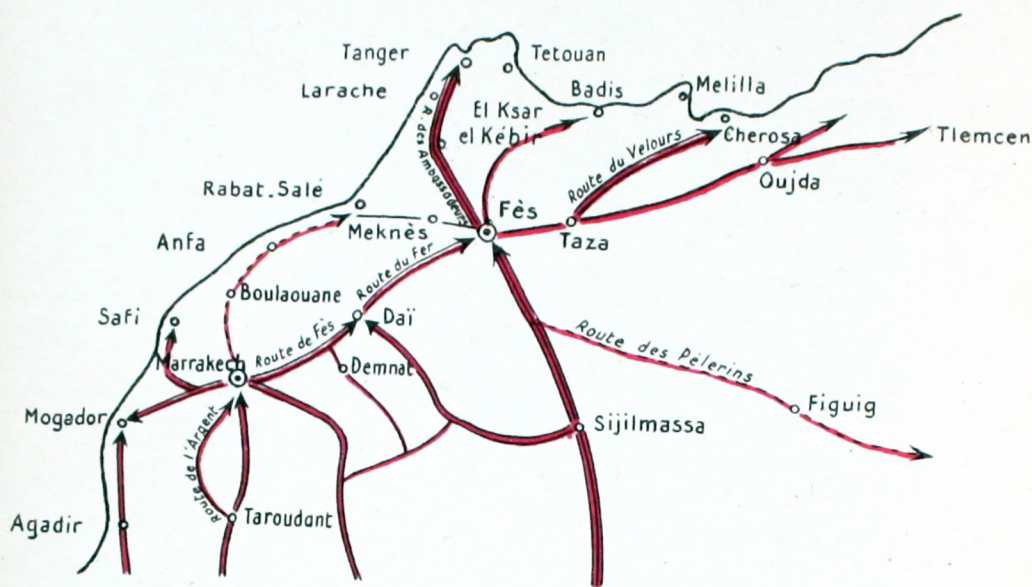 Tanger
Tetouan
Larache
Badis
Melilla
El Ksar
el Kébir
Cherosa
Tlemcen
R. des Ambassadeurs
Route du Velours
Oujda
Rabat.Salé
Meknès
Fès
Taza
Anfa
Route du Fer
Boulaouane
Safi
Route de Fès
Daï
Route des Pélerins
Marrakech
Demnat
Mogador
Figuig
Sijilmassa
Route de l'Argent
Agadir
Taroudant